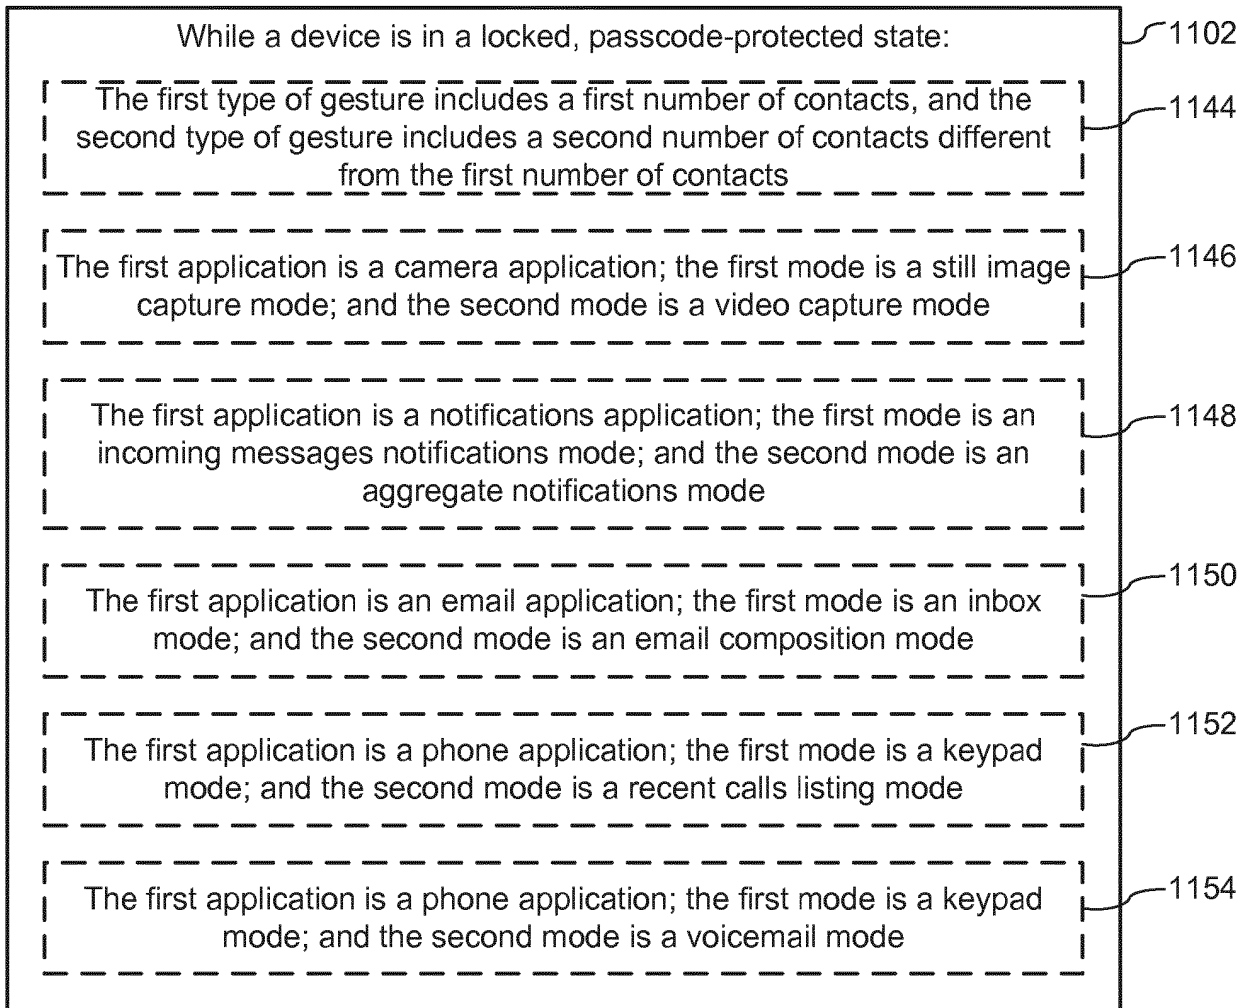 While a device is in a locked, passcode-protected state:
1102
The first type of gesture includes a first number of contacts, and the
second type of gesture includes a second number of contacts different
from the first number of contacts
1144
The first application is a camera application; the first mode is a still image
capture mode; and the second mode is a video capture mode
1146
The first application is a notifications application; the first mode is an
incoming messages notifications mode; and the second mode is an
aggregate notifications mode
1148
The first application is an email application; the first mode is an inbox
mode; and the second mode is an email composition mode
1150
The first application is a phone application; the first mode is a keypad
mode; and the second mode is a recent calls listing mode
1152
The first application is a phone application; the first mode is a keypad
mode; and the second mode is a voicemail mode
1154